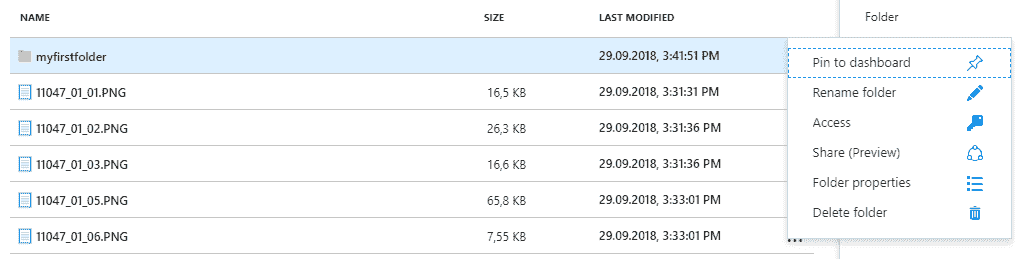 NAME SIZE LAST MODIFIED Folder
myfirstfolder 29.09.2018, 3:41:51 PM
Pin to dashboard
11047_01_01.PNG 16,5 KB 29.09.2018, 3:31:31 PM
Rename folder
11047_01_02.PNG 26,3 KB 29.09.2018, 3:31:36 PM
Access
11047_01_03.PNG 16,6 KB 29.09.2018, 3:31:36 PM
Share (Preview)
Folder properties
11047_01_05.PNG 65,8 KB 29.09.2018, 3:33:01 PM
Delete folder
11047_01_06.PNG 7,55 KB 29.09.2018, 3:33:01 PM